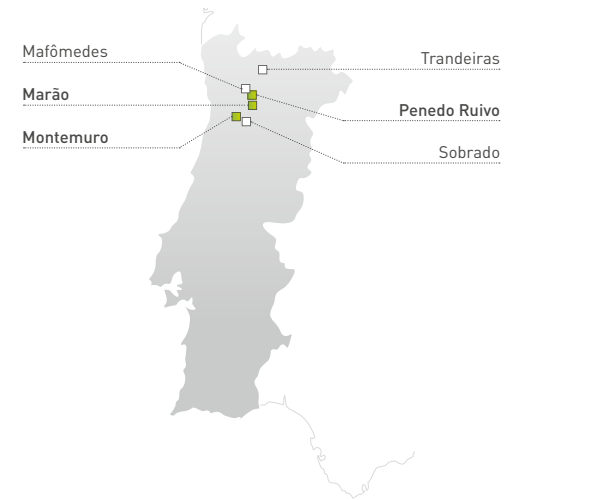 Mafômedes
Trandeiras
Marão
Penedo Ruivo
Montemuro
Sobrado